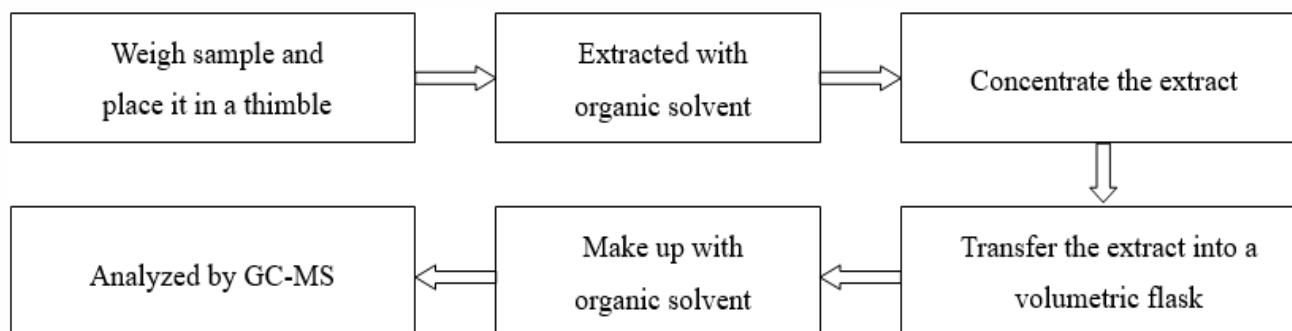 Weigh sample and
place it in a thimble
Extracted with
organic solvent
Concentrate the extract
Transfer the extract into a
volumetric flask
Make up with
organic solvent
Analyzed by GC-MS